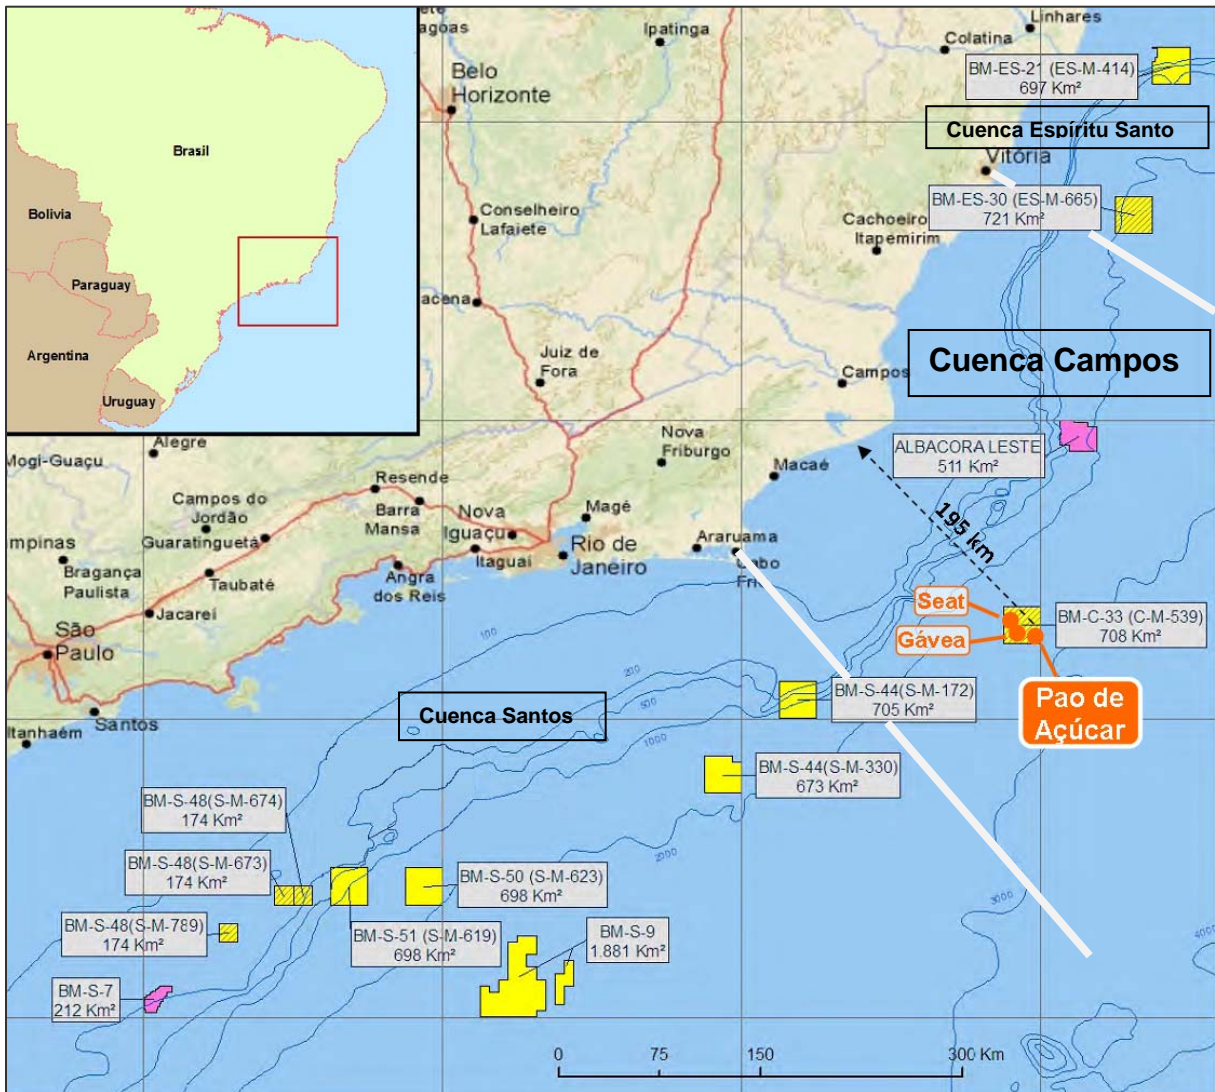 Brasil
Bolivia
Paraguay
Argentina
Uruguay
agoas
Ipatinga
Linhares
Colatina
Belo
Horizonte
BM-ES-21 (ES-M-414)
697 Km²
Cuenca Espíritu Santo
Vitória
BM-ES-30 (ES-M-665)
721 Km²
Conselheiro
Lafaiete
Cachoeiro
Itapemirim
acena
Cuenca Campos
Juiz de
Fora
Campos
Alegre
Mogi-Guaçu
Nova
Friburgo
ALBACORA LESTE
511 Km²
Macaé
Resende
Campos do
Jordão
Barra
Mansa
Nova
Iguaçu
Magé
195 km
Guaratinguetá
mpinas
Bragança
Paulista
Taubaté
Itaguaí
Rio de
Janeiro
Araruama
Angra
dos Reis
Jacareí
São
Paulo
Seat
Gávea
BM-C-33 (C-M-539)
708 Km²
Pao de
Açúcar
100
200
500
1000
2000
3000
4000
Santos
Itanhaém
Cuenca Santos
BM-S-44(S-M-172)
705 Km²
BM-S-44(S-M-330)
673 Km²
BM-S-48(S-M-674)
174 Km²
BM-S-48(S-M-673)
174 Km²
BM-S-50 (S-M-623)
698 Km²
BM-S-48(S-M-789)
174 Km²
BM-S-51 (S-M-619)
698 Km²
BM-S-9
1.881 Km²
BM-S-7
212 Km²
0 75 150 300 Km